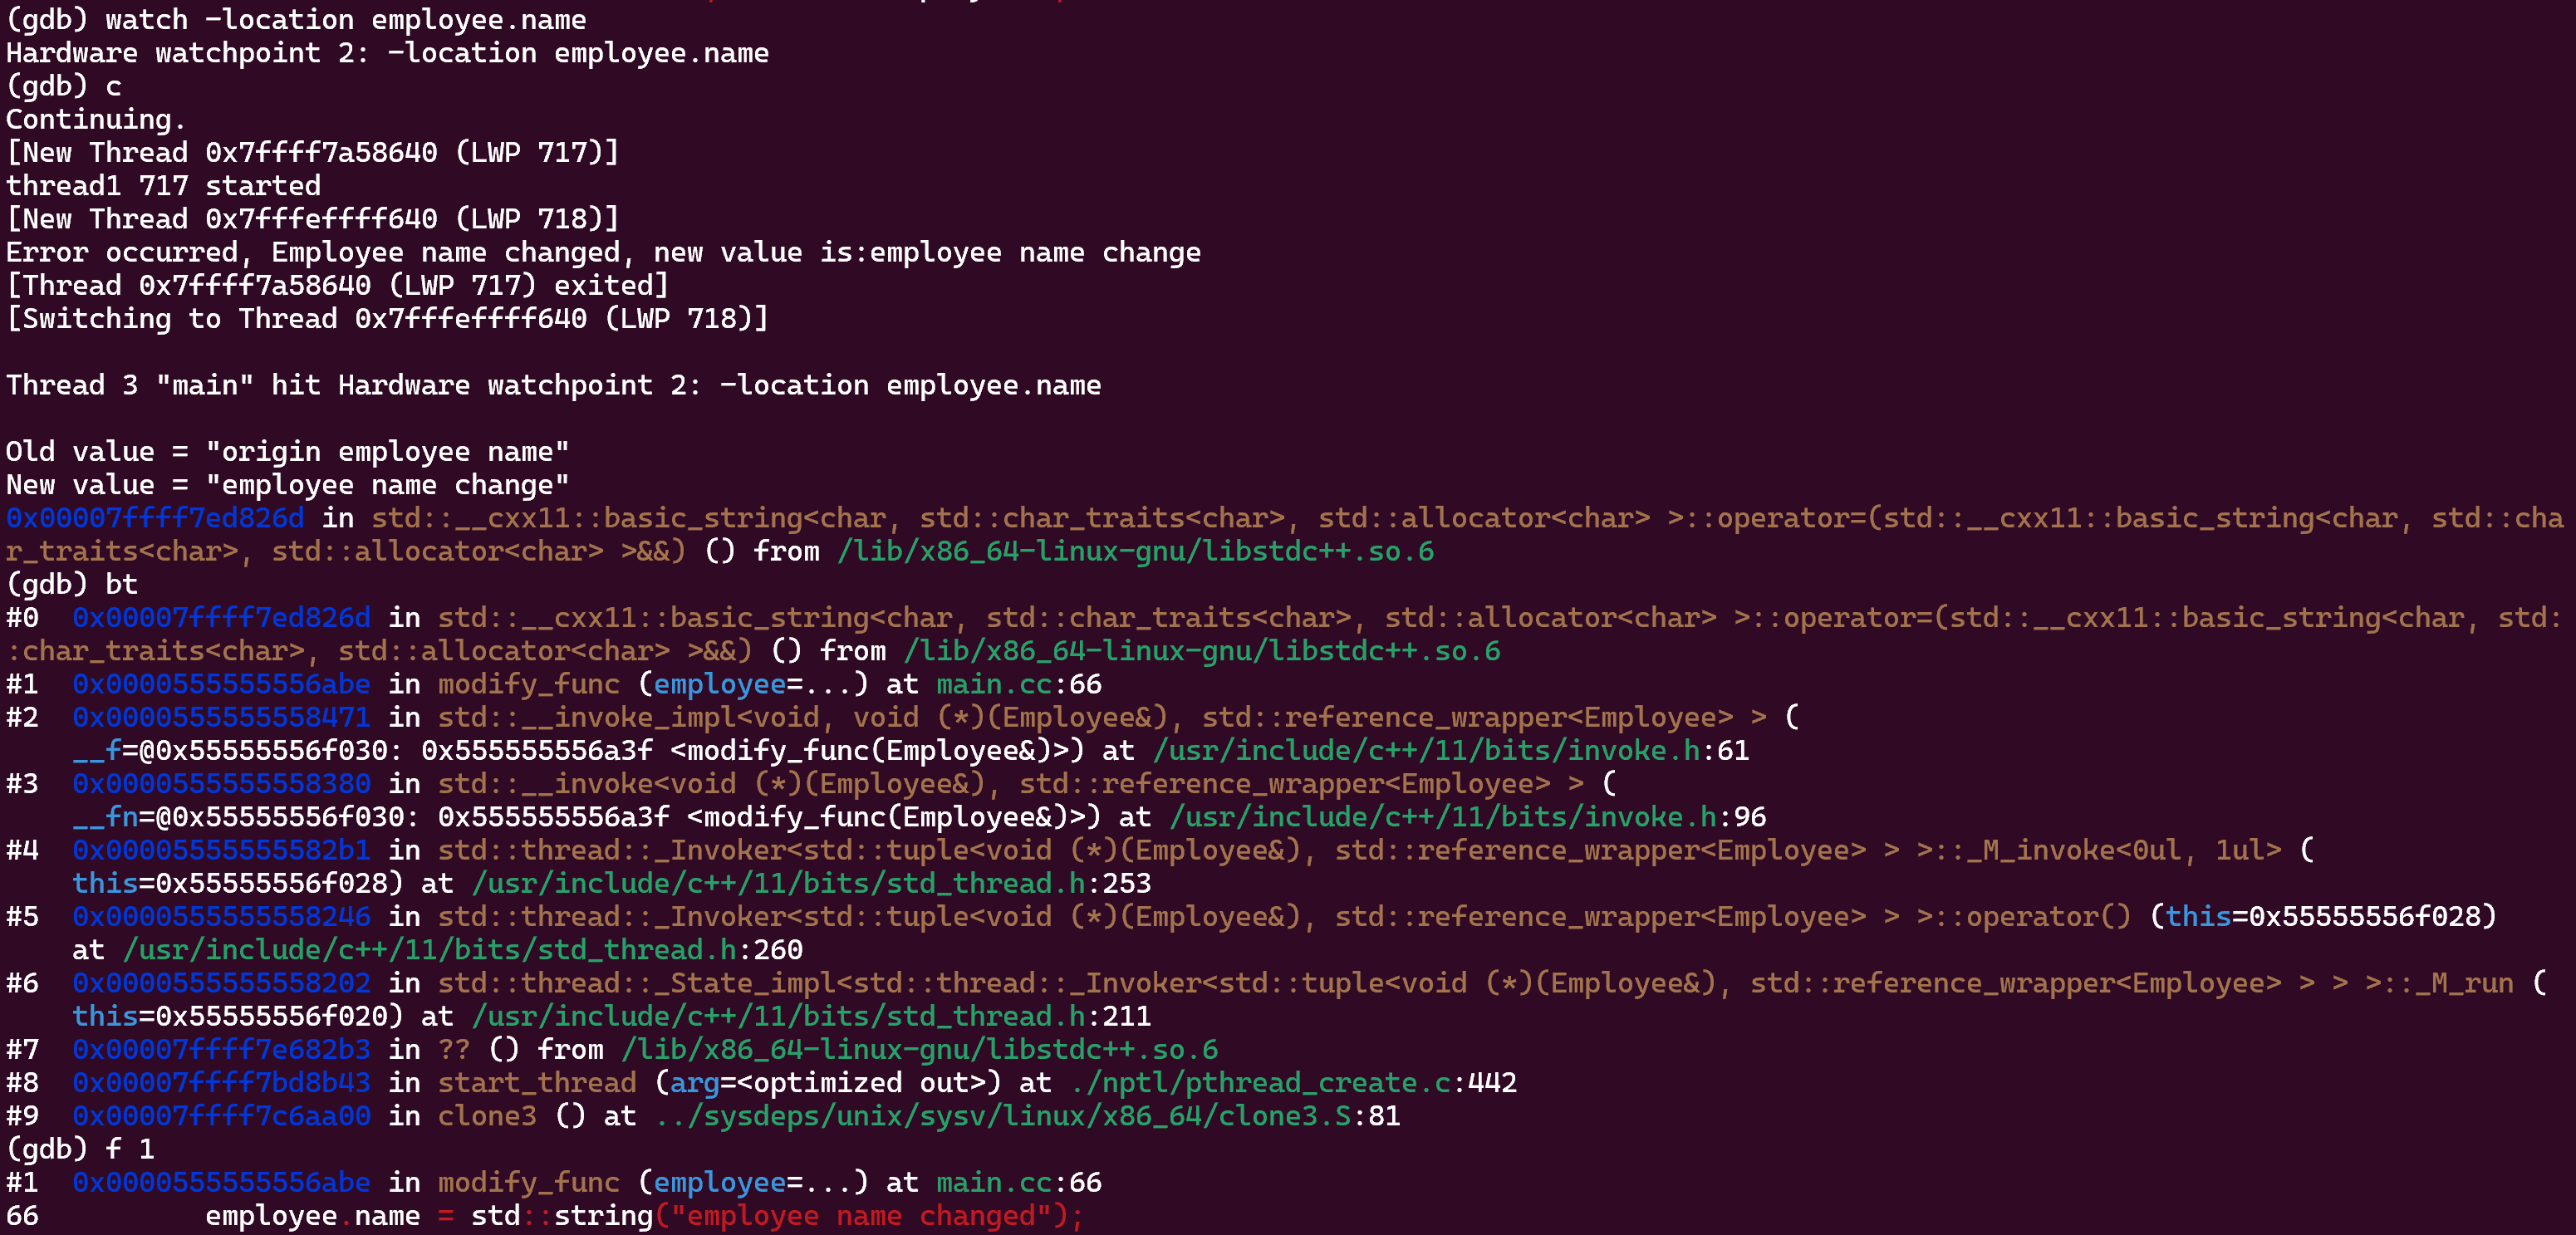 (gdb) watch -location employee.name
Hardware watchpoint 2: -location employee.name
(gdb) c
Continuing.
[New Thread 0x7ffff7a58640 (LWP 717)]
thread1 717 started
[New Thread 0x7fffeffff640 (LWP 718)]
Error occurred, Employee name changed, new value is:employee name change
[Thread 0x7ffff7a58640 (LWP 717) exited]
[Switching to Thread 0x7fffeffff640 (LWP 718)]
Thread 3 "main" hit Hardware watchpoint 2: -location employee.name
Old value = "origin employee name"
New value = "employee name change"
0x00007ffff7ed826d in std::__cxx11::basic_string<char, std::char_traits<char>, std::allocator<char> >::operator=(std::__cxx11::basic_string<char, std::cha
r_traits<char>, std::allocator<char> >&&) () from /lib/x86_64-linux-gnu/libstdc++.so.6
(gdb) bt
#0  0x00007ffff7ed826d in std::__cxx11::basic_string<char, std::char_traits<char>, std::allocator<char> >::operator=(std::__cxx11::basic_string<char, std:
:char_traits<char>, std::allocator<char> >&&) () from /lib/x86_64-linux-gnu/libstdc++.so.6
#1  0x0000555555556abe in modify_func (employee=...) at main.cc:66
#2  0x0000555555558471 in std::__invoke_impl<void, void (*)(Employee&), std::reference_wrapper<Employee> > (
    __f=@0x55555556f030: 0x555555556a3f <modify_func(Employee&)>) at /usr/include/c++/11/bits/invoke.h:61
#3  0x0000555555558380 in std::__invoke<void (*)(Employee&), std::reference_wrapper<Employee> > (
    __fn=@0x55555556f030: 0x555555556a3f <modify_func(Employee&)>) at /usr/include/c++/11/bits/invoke.h:96
#4  0x00005555555582b1 in std::thread::_Invoker<std::tuple<void (*)(Employee&), std::reference_wrapper<Employee> > >::_M_invoke<0ul, 1ul> (
    this=0x55555556f028) at /usr/include/c++/11/bits/std_thread.h:253
#5  0x0000555555558246 in std::thread::_Invoker<std::tuple<void (*)(Employee&), std::reference_wrapper<Employee> > >::operator() (this=0x55555556f028)
    at /usr/include/c++/11/bits/std_thread.h:260
#6  0x0000555555558202 in std::thread::_State_impl<std::thread::_Invoker<std::tuple<void (*)(Employee&), std::reference_wrapper<Employee> > > >::_M_run (
    this=0x55555556f020) at /usr/include/c++/11/bits/std_thread.h:211
#7  0x00007ffff7e682b3 in ?? () from /lib/x86_64-linux-gnu/libstdc++.so.6
#8  0x00007ffff7bd8b43 in start_thread (arg=<optimized out>) at ./nptl/pthread_create.c:442
#9  0x00007ffff7c6aa00 in clone3 () at ../sysdeps/unix/sysv/linux/x86_64/clone3.S:81
(gdb) f 1
#1  0x0000555555556abe in modify_func (employee=...) at main.cc:66
66          employee.name = std::string("employee name changed");